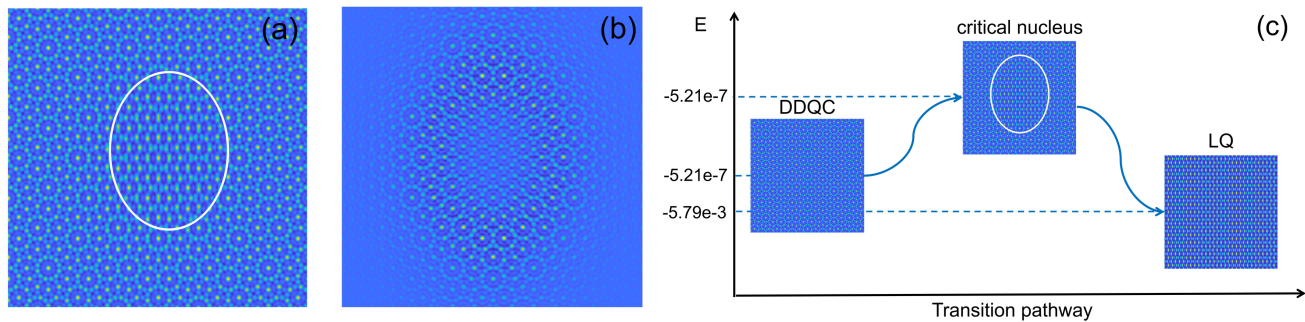 (a)
(b)
(c)
E
critical nucleus
-5.21e-7
DDQC
LQ
-5.21e-7
-5.79e-3
Transition pathway